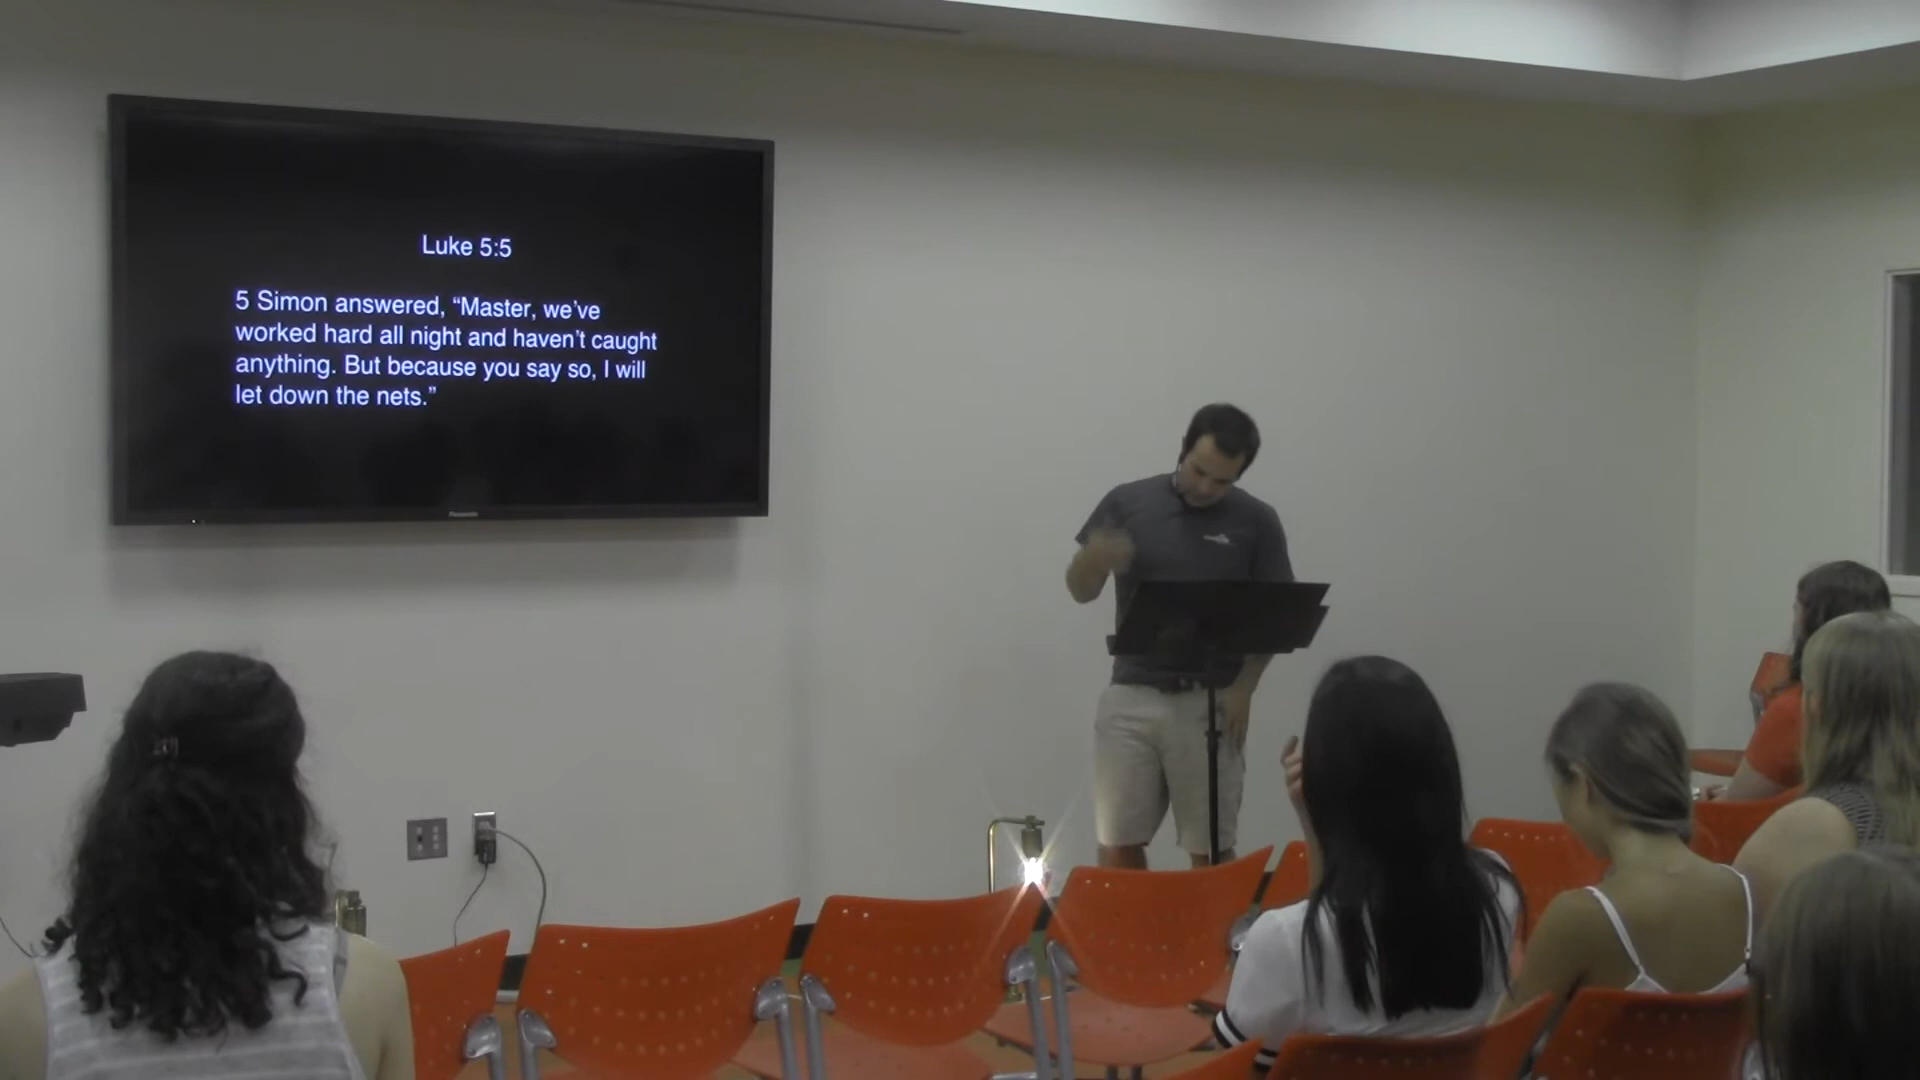 Luke 5:5
5 Simon answered, “Master, we’ve
worked hard all night and haven’t caught
anything. But because you say so, I will
let down the nets.”
Panasonic